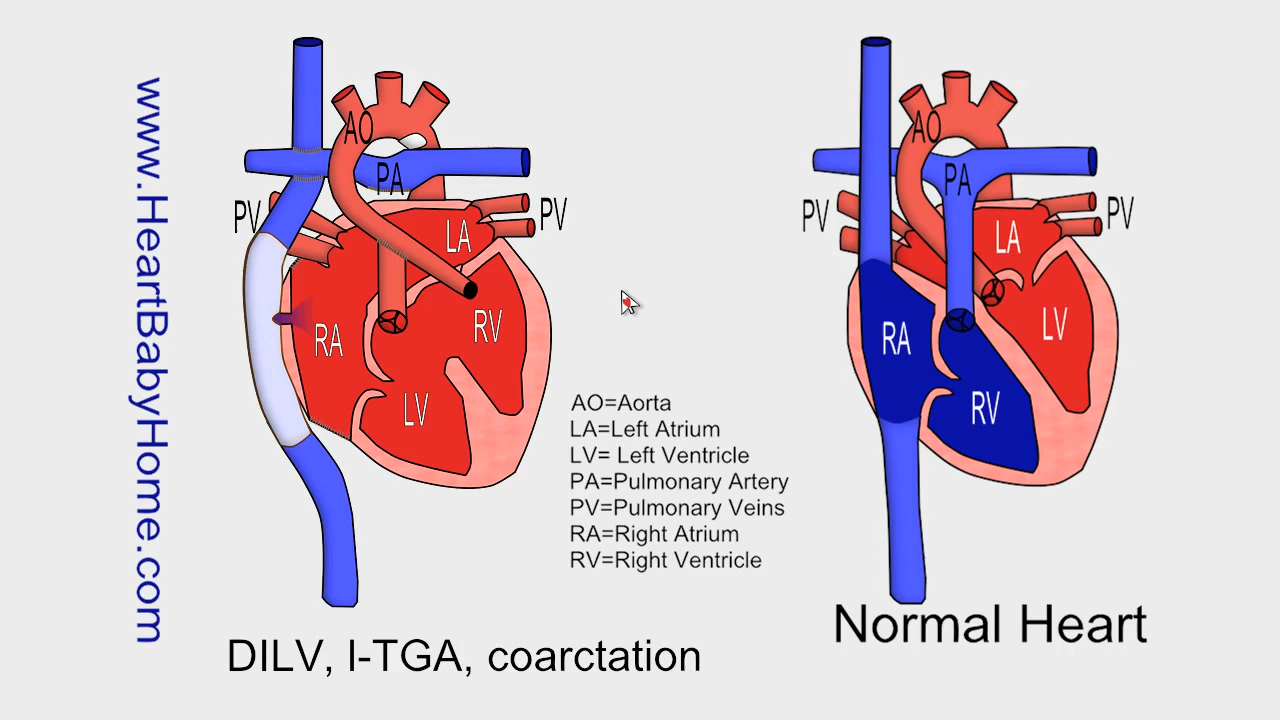 www.HeartBabyHome.com
AO
PA
PV
PV
LA
RA
RV
LV
AO
PA
PV
PV
LA
LV
RA
RV
AO=Aorta
LA=Left Atrium
LV= Left Ventricle
PA=Pulmonary Artery
PV=Pulmonary Veins
RA=Right Atrium
RV=Right Ventricle
DILV, l-TGA, coarctation
Normal Heart